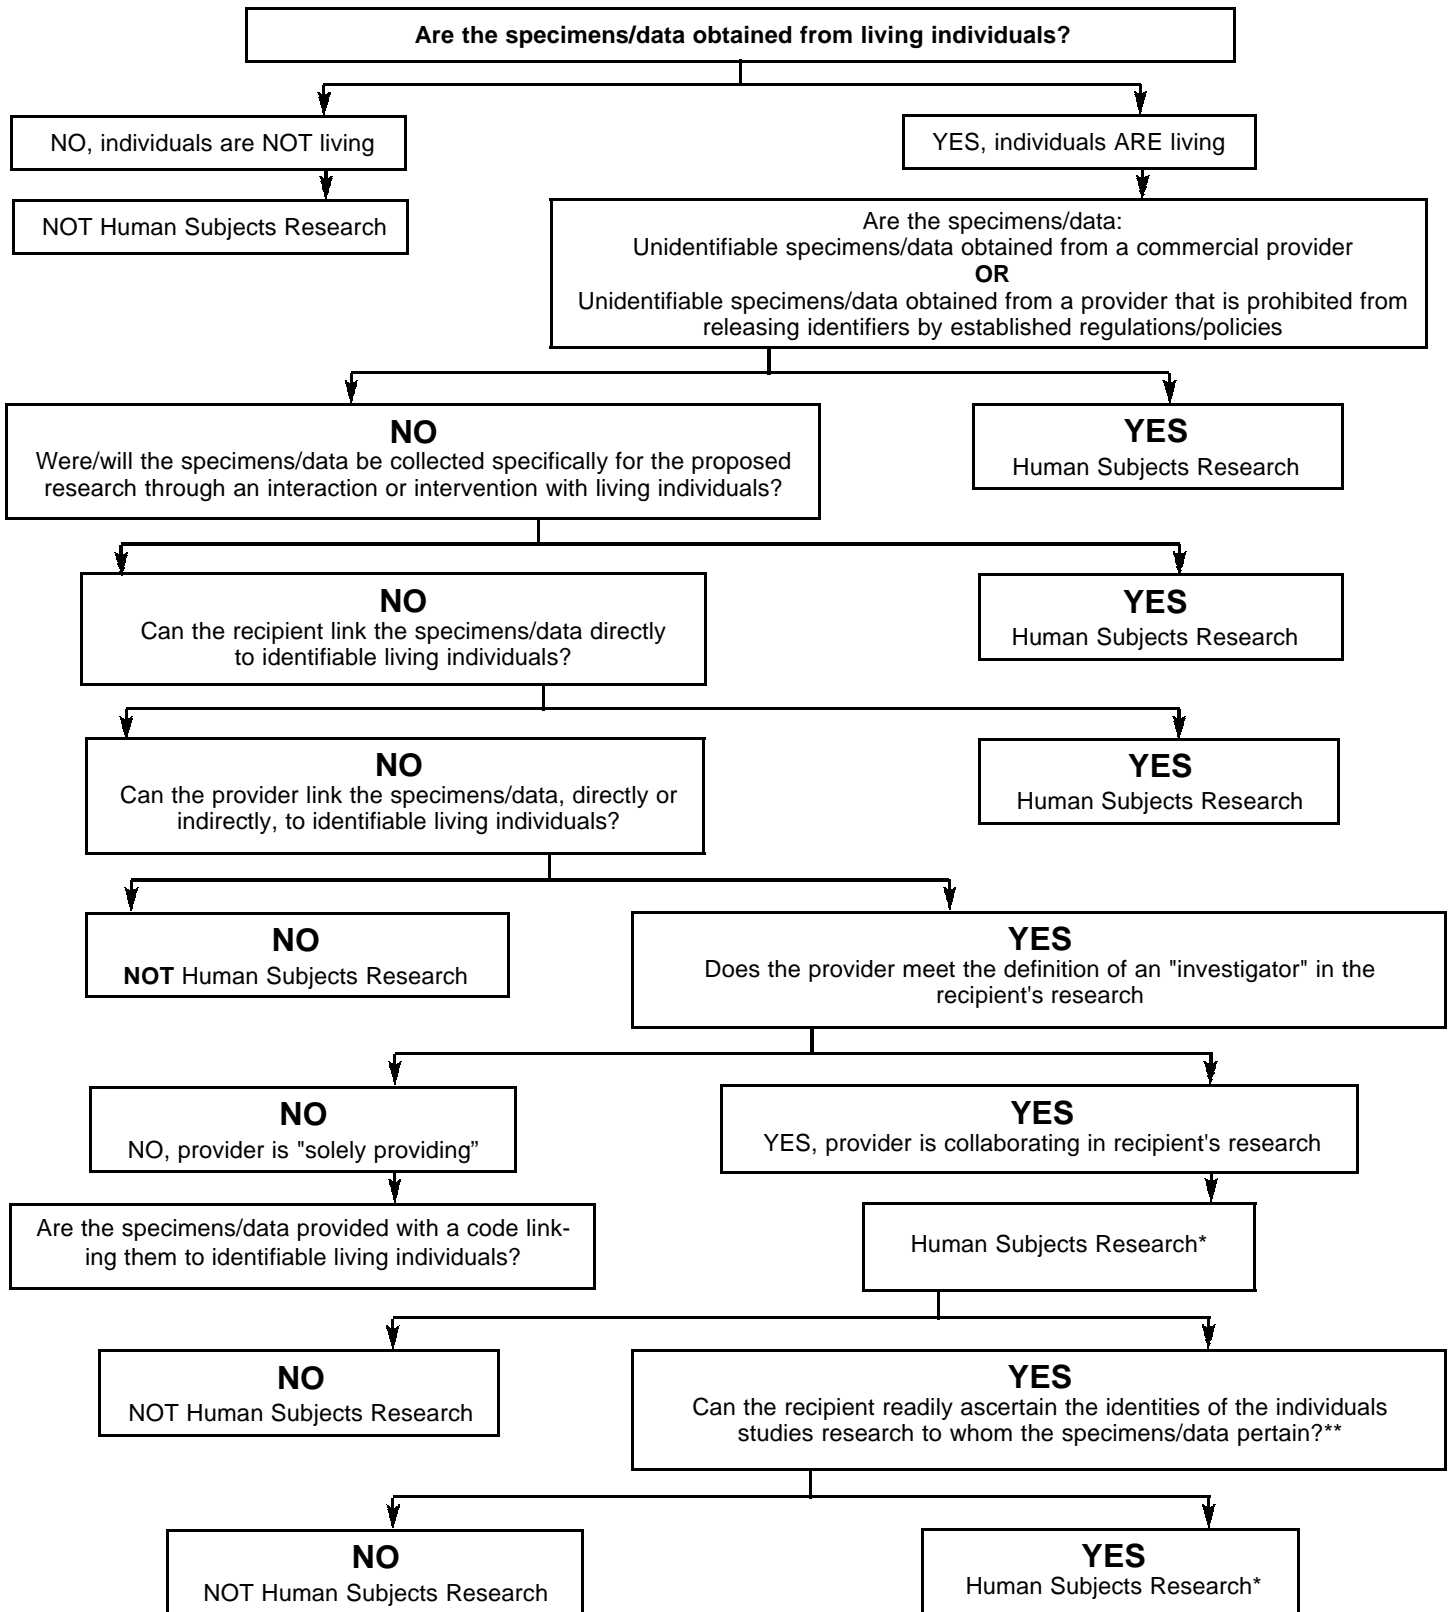 Are the specimens/data obtained from living individuals?
NO, individuals are NOT living
YES, individuals ARE living
NOT Human Subjects Research
Are the specimens/data:
Unidentifiable specimens/data obtained from a commercial provider
OR
Unidentifiable specimens/data obtained from a provider that is prohibited from
releasing identifiers by established regulations/policies
NO
Were/will the specimens/data be collected specifically for the proposed
research through an interaction or intervention with living individuals?
YES
Human Subjects Research
NO
Can the recipient link the specimens/data directly
to identifiable living individuals?
YES
Human Subjects Research
NO
Can the provider link the specimens/data, directly or
indirectly, to identifiable living individuals?
YES
Human Subjects Research
NO
NOT Human Subjects Research
YES
Does the provider meet the definition of an "investigator" in the
recipient's research
NO
NO, provider is "solely providing”
YES
YES, provider is collaborating in recipient's research
Are the specimens/data provided with a code link-
ing them to identifiable living individuals?
Human Subjects Research*
NO
NOT Human Subjects Research
YES
Can the recipient readily ascertain the identities of the individuals
studies research to whom the specimens/data pertain?**
NO
NOT Human Subjects Research
YES
Human Subjects Research*